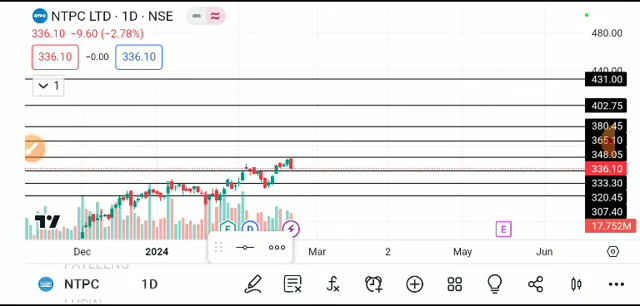 NTPC LTD · 1D · NSE
336.10 −9.60 (−2.78%)
336.10 −0.00 336.10
1
480.00
440.00
431.00
402.75
380.45
365.10
348.05
336.10
333.30
320.45
307.40
17.752M
E D E
Dec 2024 Mar 2 May Jun
NTPC 1D
LUPIN